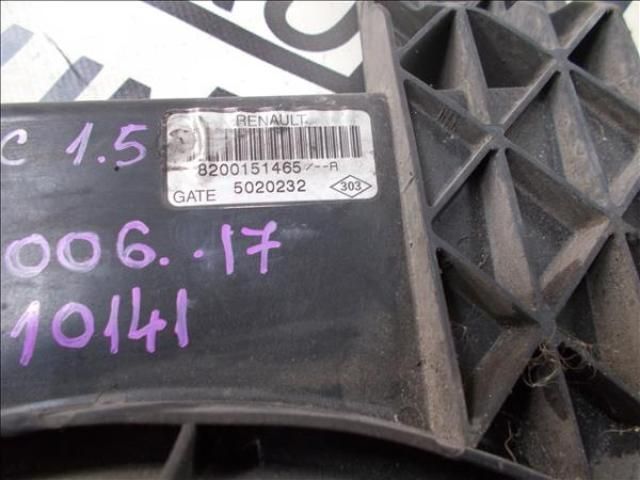 RENAULT
8200151465/--A
GATE 5020232 303
C 1.5
006..17
10141